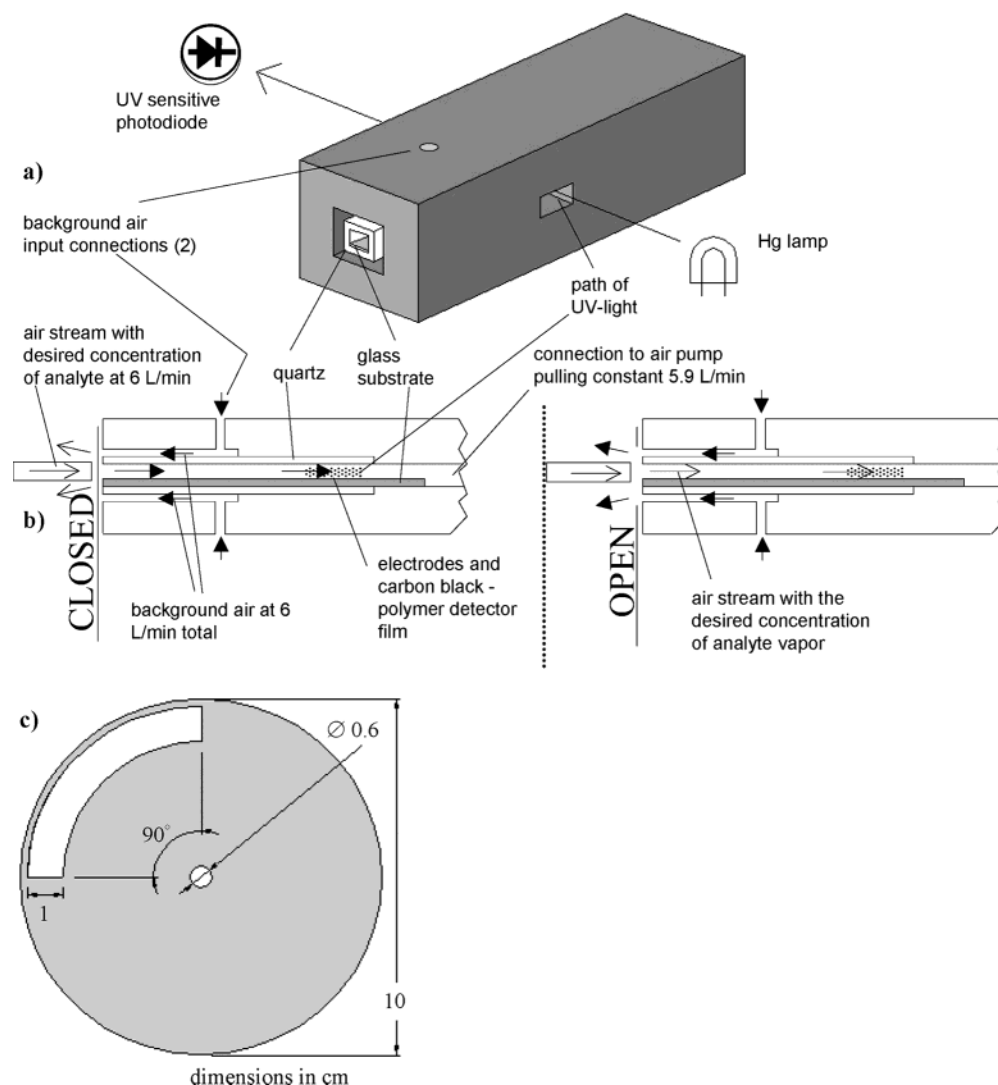 UV sensitive
photodiode
a)
background air
input connections (2)
Hg lamp
path of
UV-light
air stream with
desired concentration
of analyte at 6 L/min
quartz
glass
substrate
connection to air pump
pulling constant 5.9 L/min
b)
CLOSED
background air at 6
L/min total
electrodes and
carbon black -
polymer detector
film
OPEN
air stream with the
desired concentration
of analyte vapor
c)
Ø 0.6
90°
1
10
dimensions in cm